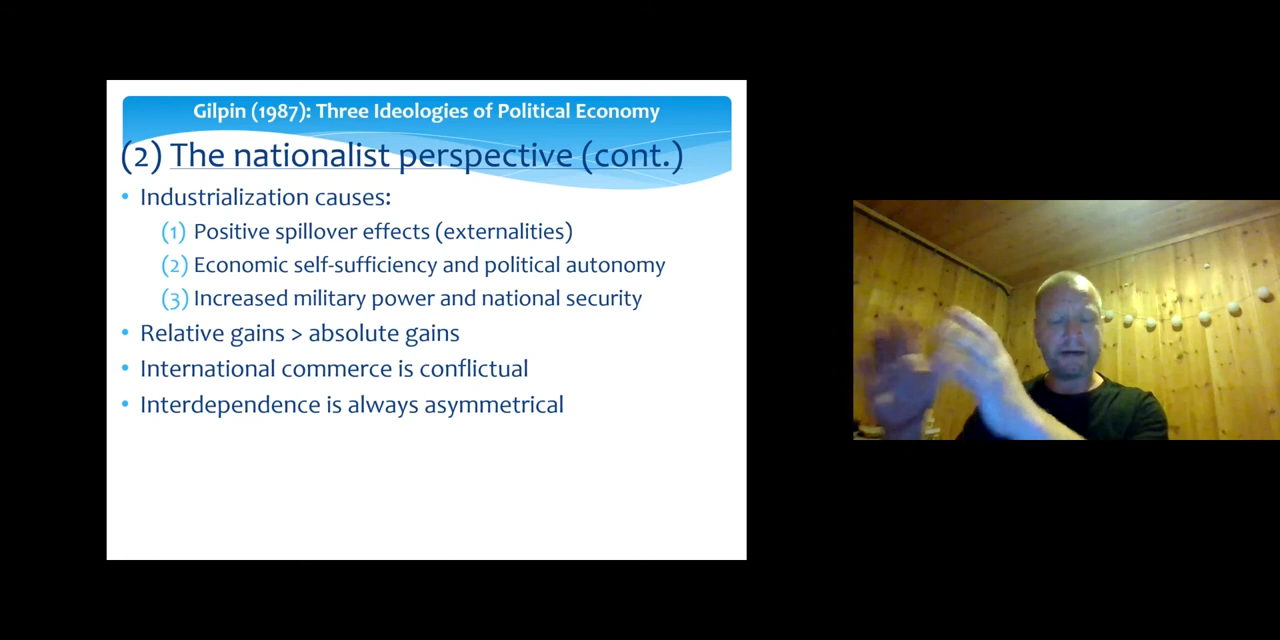 Gilpin (1987): Three Ideologies of Political Economy
(2) The nationalist perspective (cont.)
• Industrialization causes:
(1) Positive spillover effects (externalities)
(2) Economic self-sufficiency and political autonomy
(3) Increased military power and national security
• Relative gains > absolute gains
• International commerce is conflictual
• Interdependence is always asymmetrical